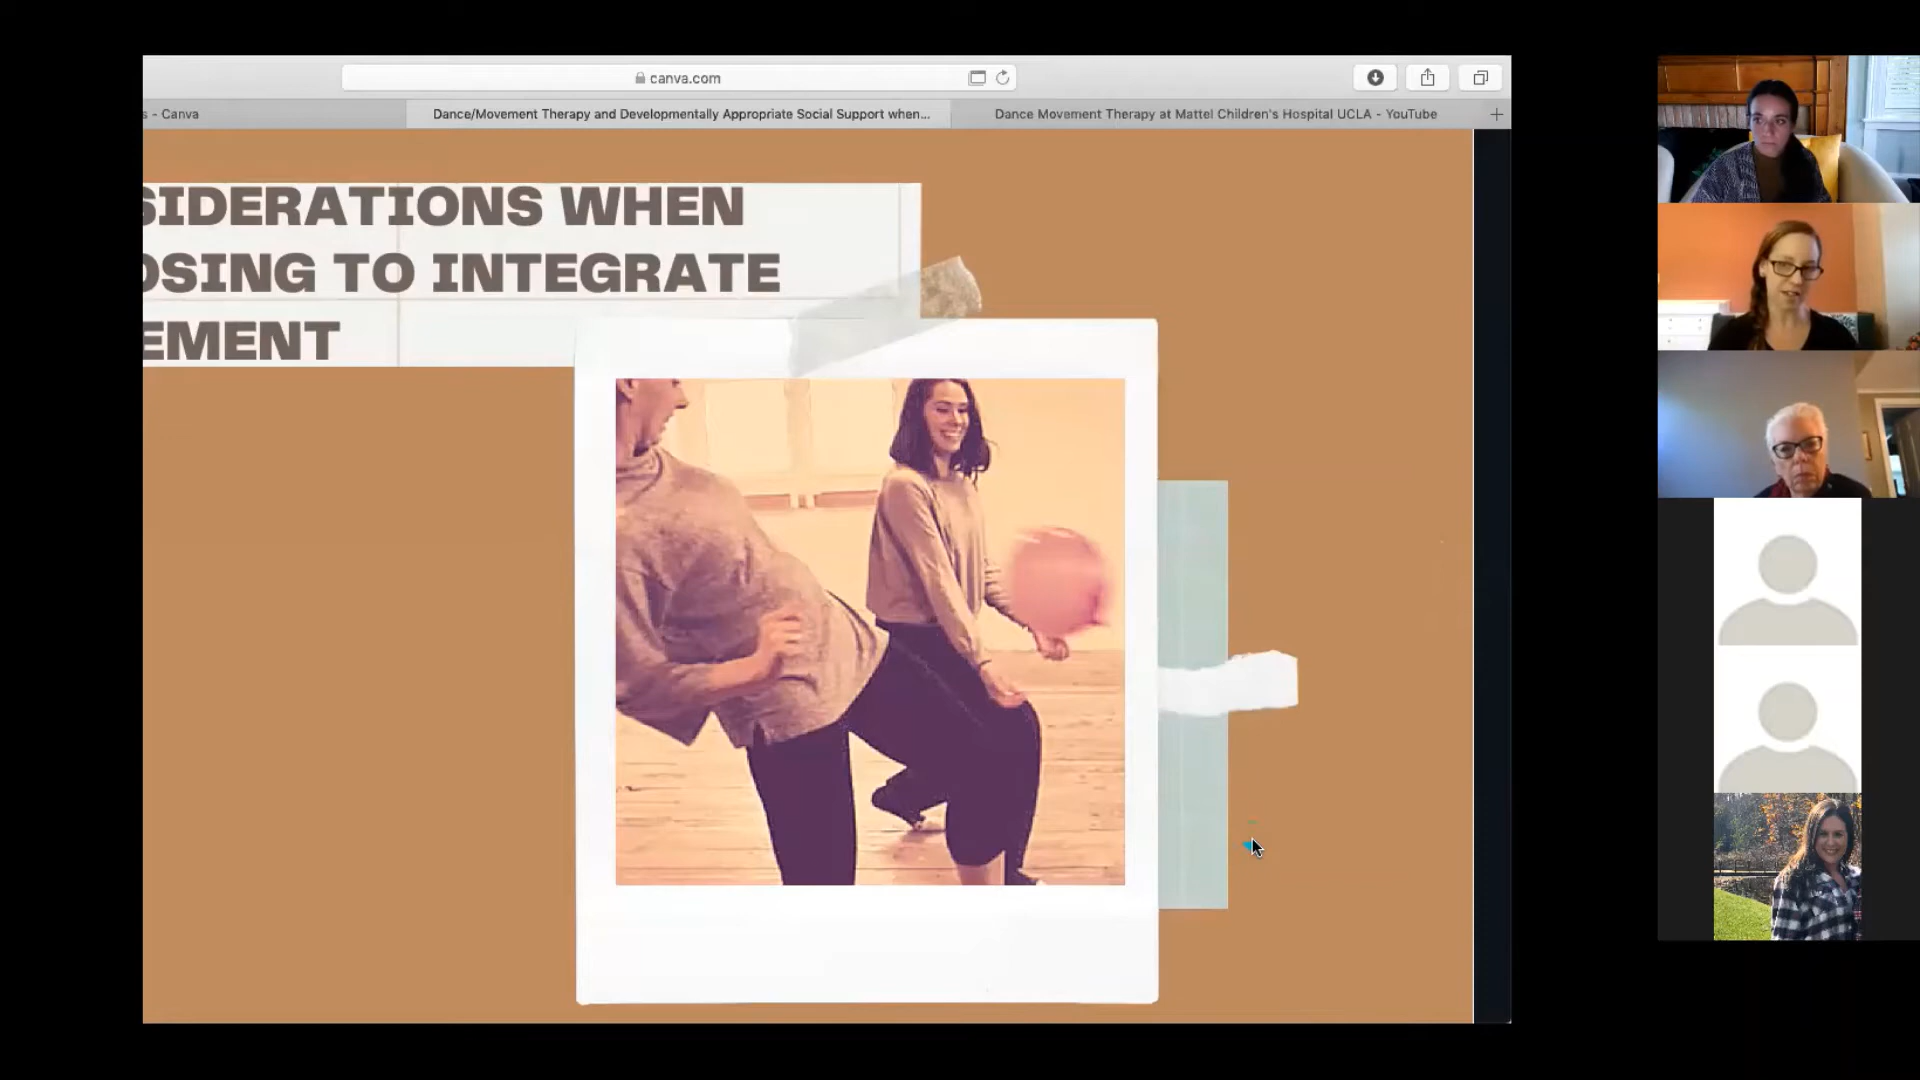 canva.com
s - Canva
Dance/Movement Therapy and Developmentally Appropriate Social Support when...
Dance Movement Therapy at Mattel Children's Hospital UCLA - YouTube
SIDERATIONS WHEN
OSING TO INTEGRATE
EMENT